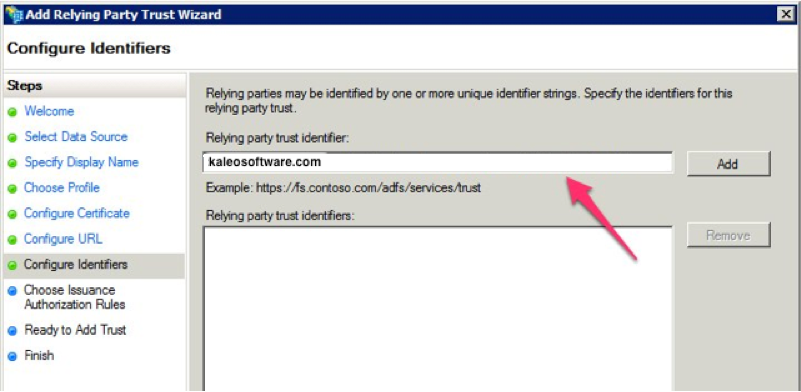 Add Relying Party Trust Wizard
Configure Identifiers
Steps
Welcome
Select Data Source
Specify Display Name
Choose Profile
Configure Certificate
Configure URL
Configure Identifiers
Choose Issuance
Authorization Rules
Ready to Add Trust
Finish
Relying parties may be identified by one or more unique identifier strings. Specify the identifiers for this
relying party trust.
Relying party trust identifier:
kaleosoftware.com
Add
Example: https://fs.contoso.com/adfs/services/trust
Relying party trust identifiers:
Remove